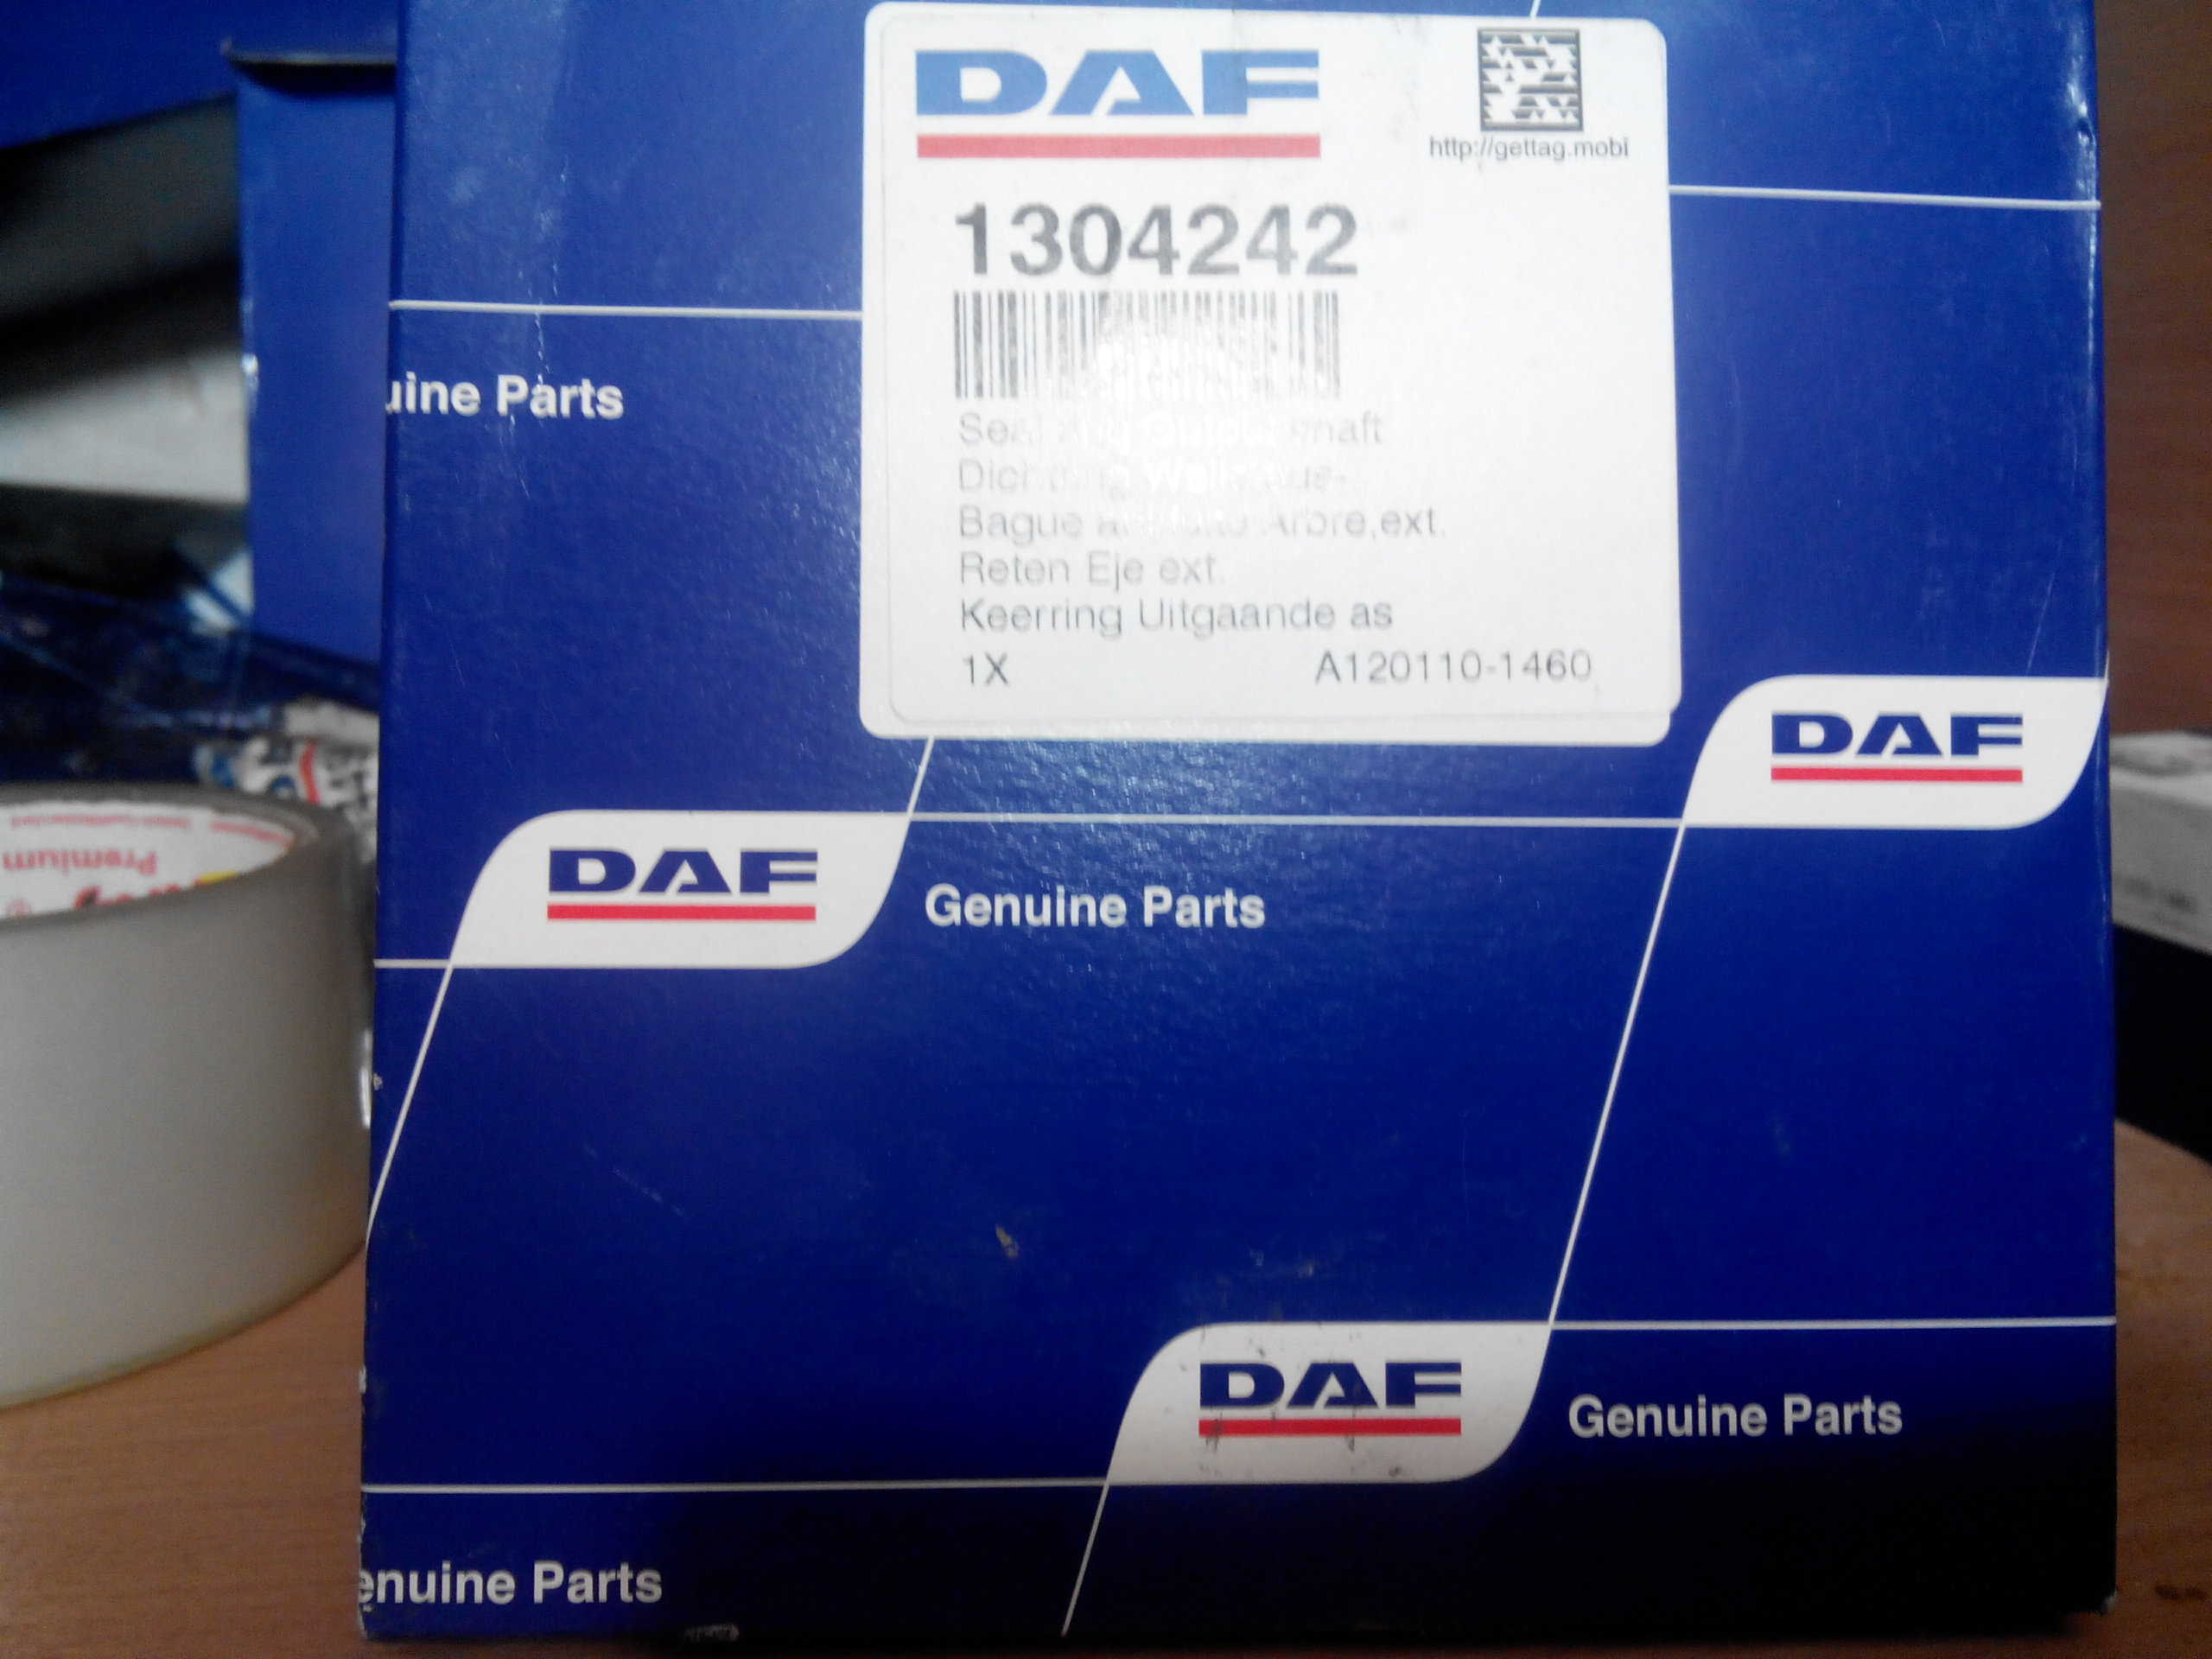 DAF
http://gettag.mobi
1304242
shaft
Bague Arbre,ext.
Reten Eje ext.
Keerring Uitgaande as
1X A120110-1460
uine Parts
DAF
DAF
Genuine Parts
DAF
Genuine Parts
enuine Parts
Premium